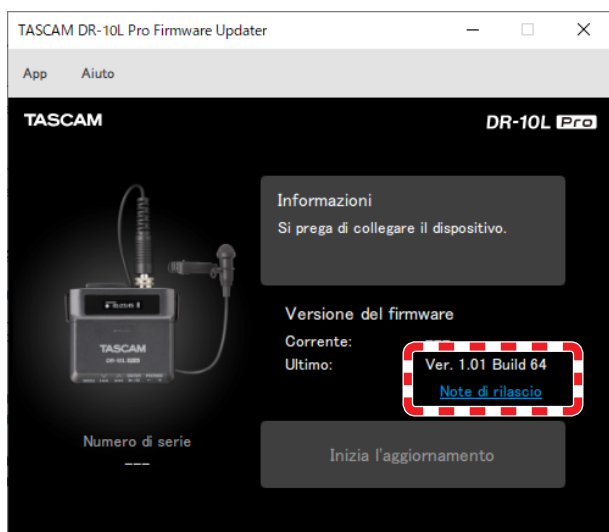 TASCAM DR-10L Pro Firmware Updater
App Aiuto
TASCAM
DR-10L Pro
Informazioni
Si prega di collegare il dispositivo.
TASCAM
Versione del firmware
Corrente: ---
Ultimo: Ver. 1.01 Build 64
Note di rilascio
Numero di serie
---
Inizia l'aggiornamento